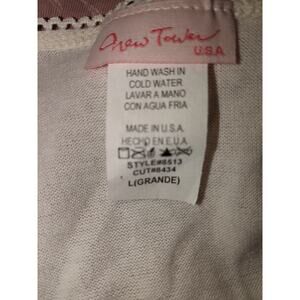 New Tower
U.S.A
HAND WASH IN
COLD WATER
LAVAR A MANO
CON AGUA FRIA
MADE IN U.S.A.
HECHO EN E.U.A.
STYLE#8513
CUT#8434
L(GRANDE)